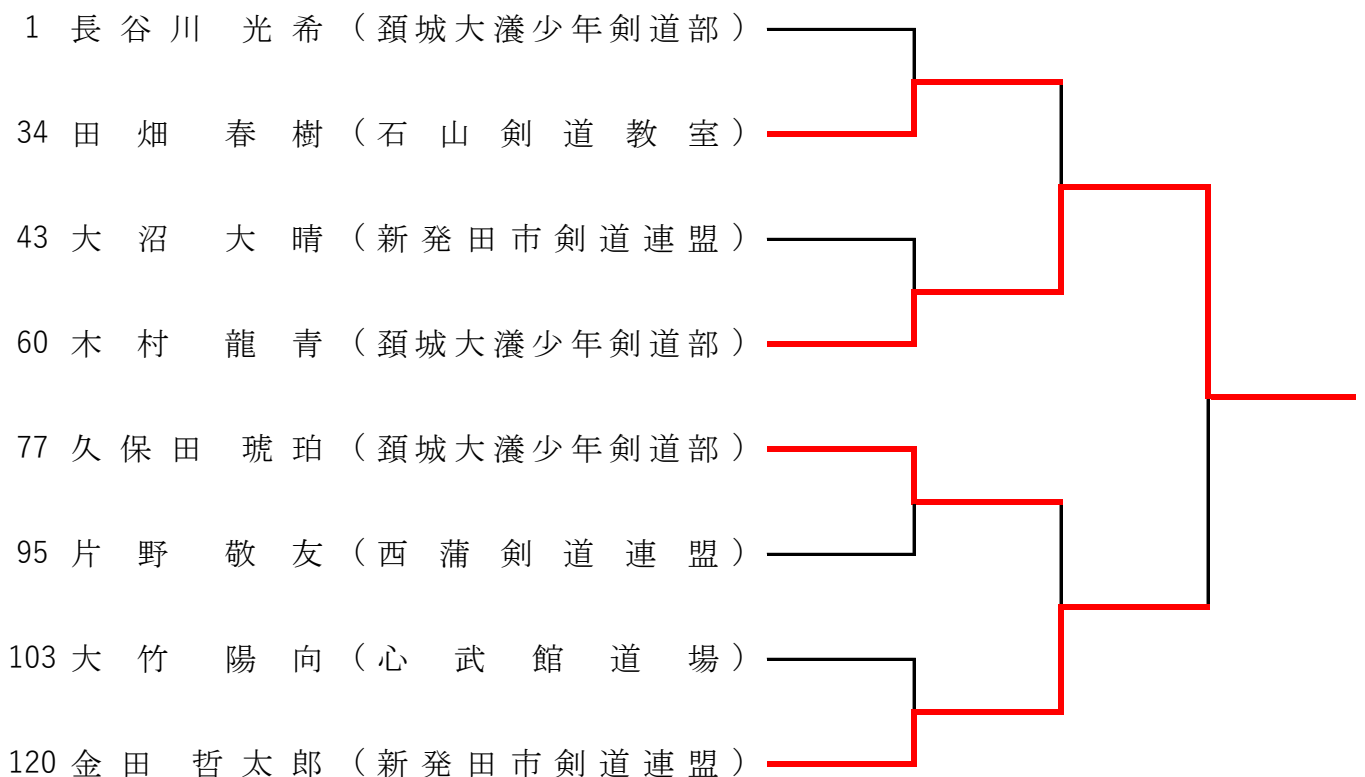 1 長谷川 光希 （頚城大瀁少年剣道部）
34 田畑 春樹 （石山剣道教室）
43 大沼 大晴 （新発田市剣道連盟）
60 木村 龍青 （頚城大瀁少年剣道部）
77 久保田 琥珀 （頚城大瀁少年剣道部）
95 片野 敬友 （西蒲剣道連盟）
103 大竹 陽向 （心武館道場）
120 金田 哲太郎 （新発田市剣道連盟）